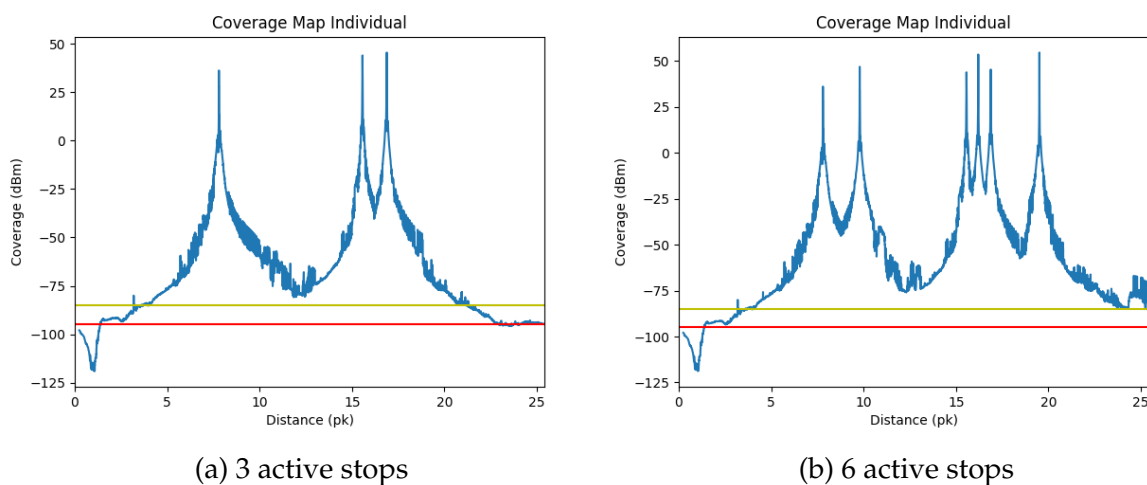 Coverage Map Individual
50
25
0
−25
−50
−75
−100
−125
Coverage (dBm)
0 5 10 15 20 25
Distance (pk)
(a) 3 active stops
Coverage Map Individual
50
25
0
−25
−50
−75
−100
−125
Coverage (dBm)
0 5 10 15 20 25
Distance (pk)
(b) 6 active stops